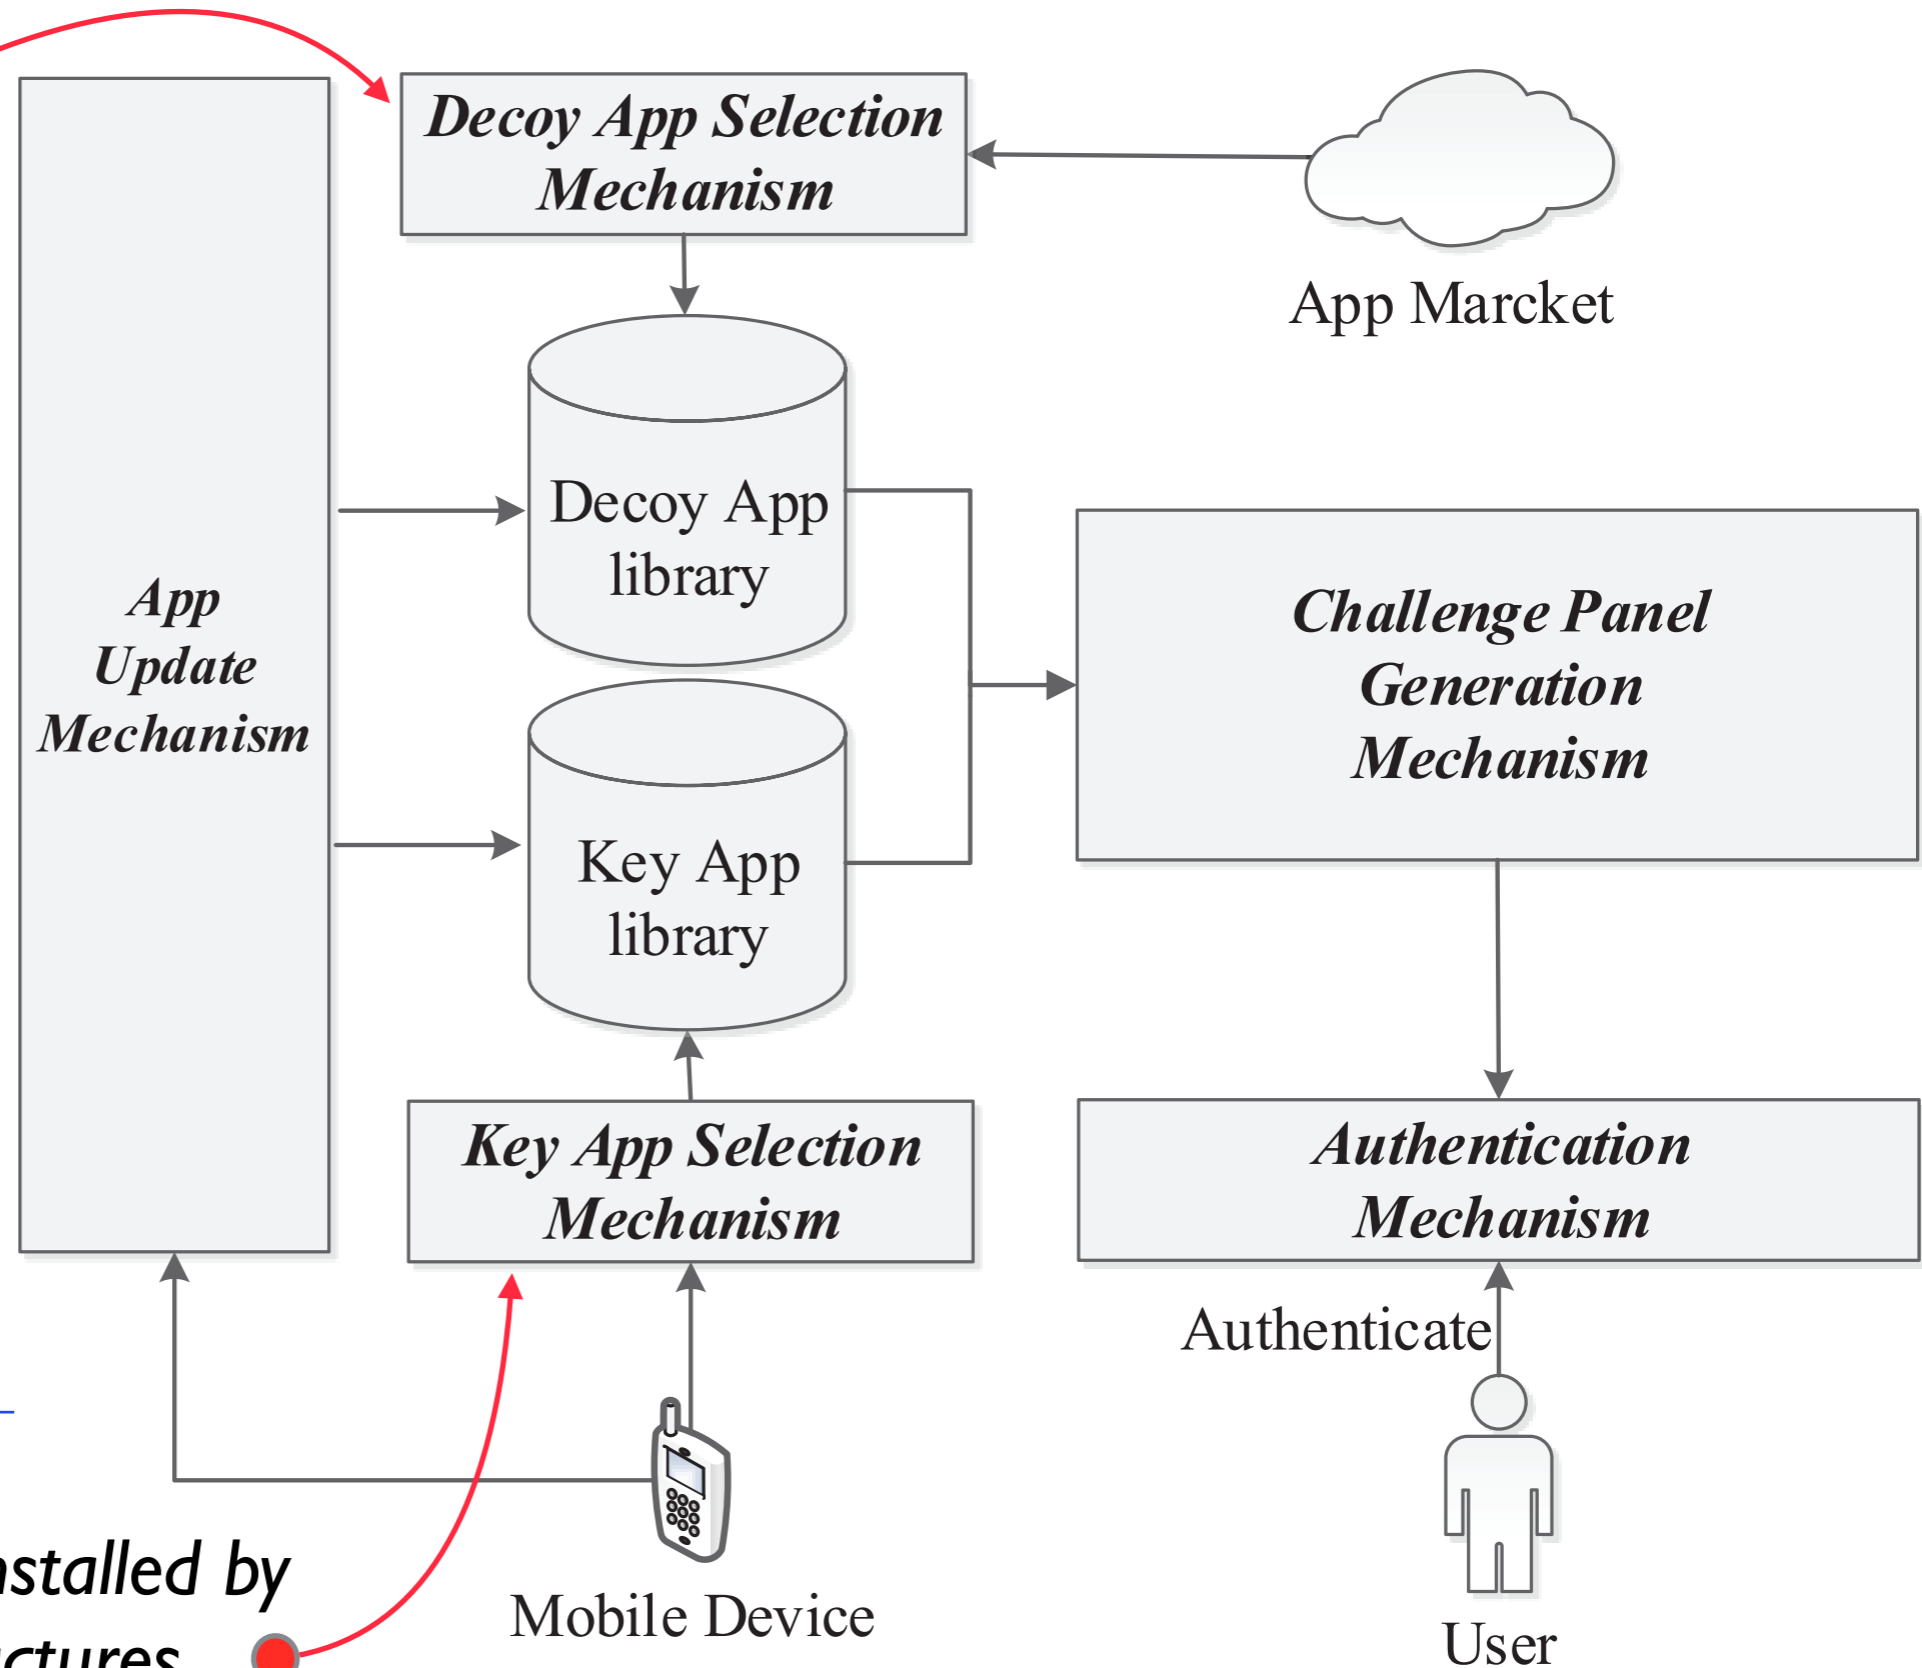 Decoy App Selection
Mechanism
App Marcket
Decoy App
library
App
Update
Mechanism
Challenge Panel
Generation
Mechanism
Key App
library
Key App Selection
Mechanism
Authentication
Mechanism
Authenticate
by
Mobile Device
User